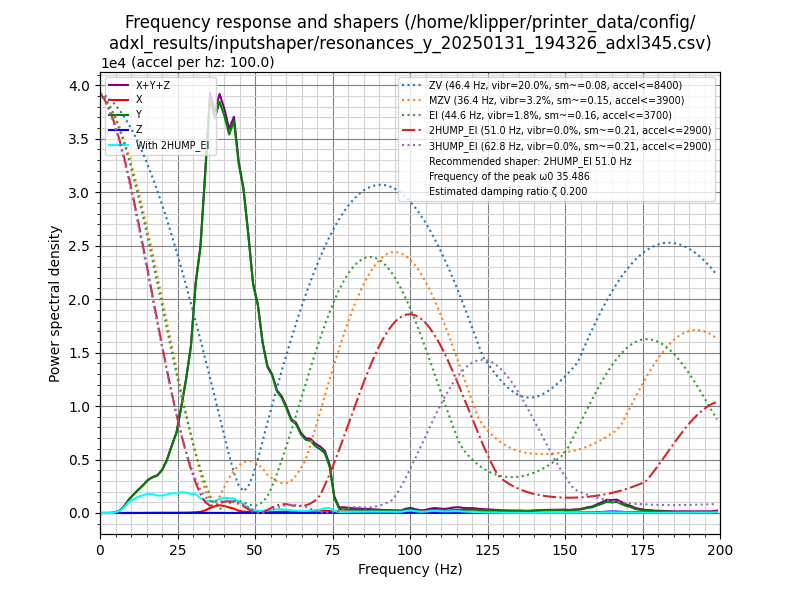 Frequency response and shapers (/home/klipper/printer_data/config/
adxl_results/inputshaper/resonances_y_20250131_194326_adxl345.csv)
1e4 (accel per hz: 100.0)
X+Y+Z
X
Y
Z
With 2HUMP_EI
ZV (46.4 Hz, vibr=20.0%, sm~=0.08, accel<=8400)
MZV (36.4 Hz, vibr=3.2%, sm~=0.15, accel<=3900)
EI (44.6 Hz, vibr=1.8%, sm~=0.16, accel<=3700)
2HUMP_EI (51.0 Hz, vibr=0.0%, sm~=0.21, accel<=2900)
3HUMP_EI (62.8 Hz, vibr=0.0%, sm~=0.21, accel<=2900)
Recommended shaper: 2HUMP_EI 51.0 Hz
Frequency of the peak ω0 35.486
Estimated damping ratio ζ 0.200
4.0
3.5
3.0
2.5
2.0
1.5
1.0
0.5
0.0
Power spectral density
0 25 50 75 100 125 150 175 200
Frequency (Hz)